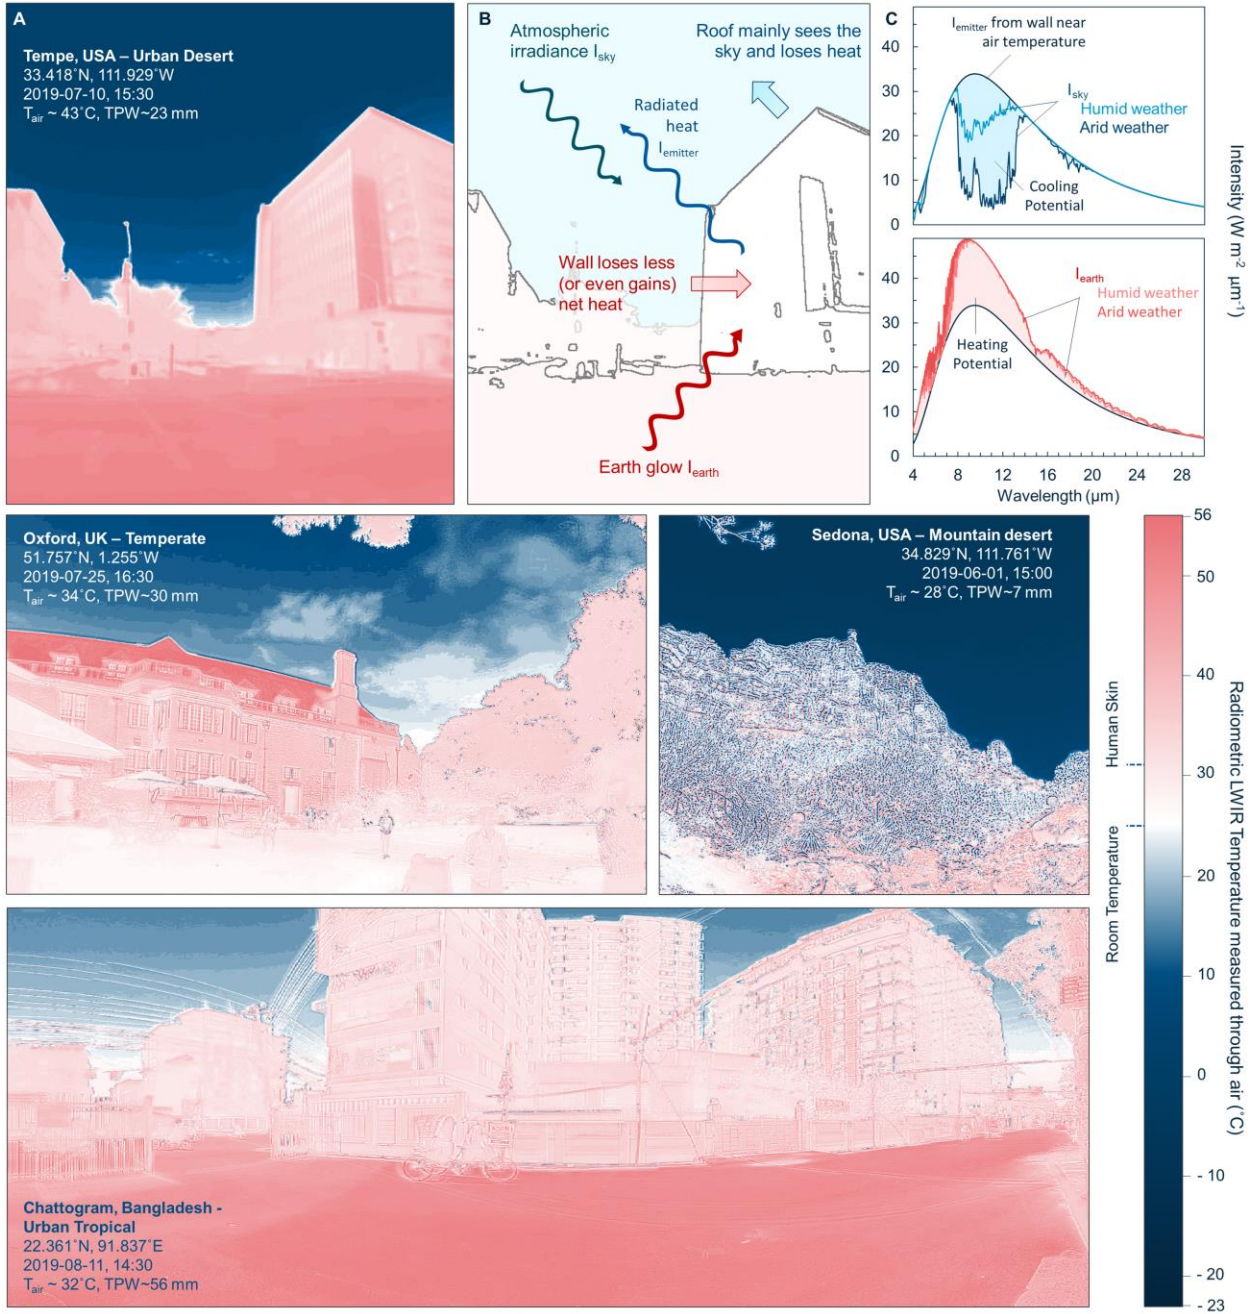 A
Tempe, USA – Urban Desert
33.418°N, 111.929°W
2019-07-10, 15:30
Tair ~ 43°C, TPW~23 mm
B
Atmospheric
irradiance Isky
Roof mainly sees the
sky and loses heat
Radiated
heat
Iemitter
Wall loses less
(or even gains)
net heat
Earth glow Iearth
C
Iemitter from wall near
air temperature
Isky
Humid weather
Arid weather
Cooling
Potential
40
30
20
10
0
Iearth
Humid weather
Arid weather
Heating
Potential
40
30
20
10
0
4 8 12 16 20 24 28
Wavelength (µm)
Intensity (W m-2 µm-1)
Oxford, UK – Temperate
51.757°N, 1.255°W
2019-07-25, 16:30
Tair ~ 34°C, TPW~30 mm
Sedona, USA – Mountain desert
34.829°N, 111.761°W
2019-06-01, 15:00
Tair ~ 28°C, TPW~7 mm
Chattogram, Bangladesh -
Urban Tropical
22.361°N, 91.837°E
2019-08-11, 14:30
Tair ~ 32°C, TPW~56 mm
Human Skin
Room Temperature
56
50
40
30
20
10
0
- 10
- 20
- 23
Radiometric LWIR Temperature measured through air (°C)